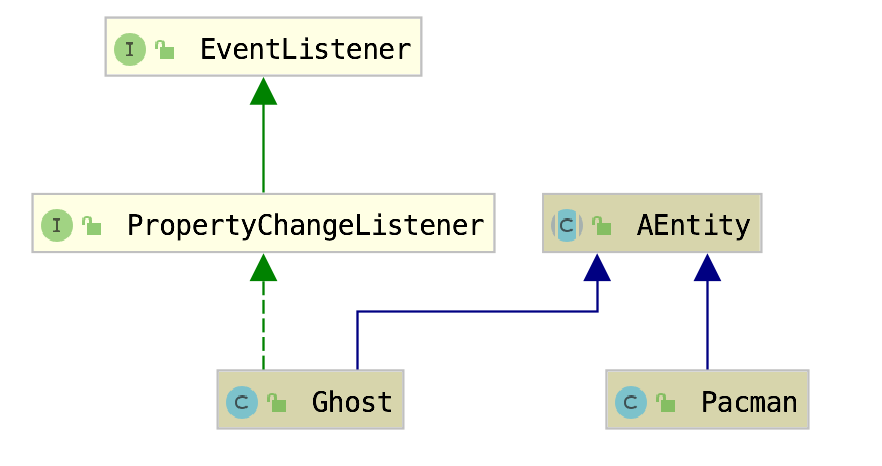 I EventListener
I PropertyChangeListener
C AEntity
C Ghost
C Pacman